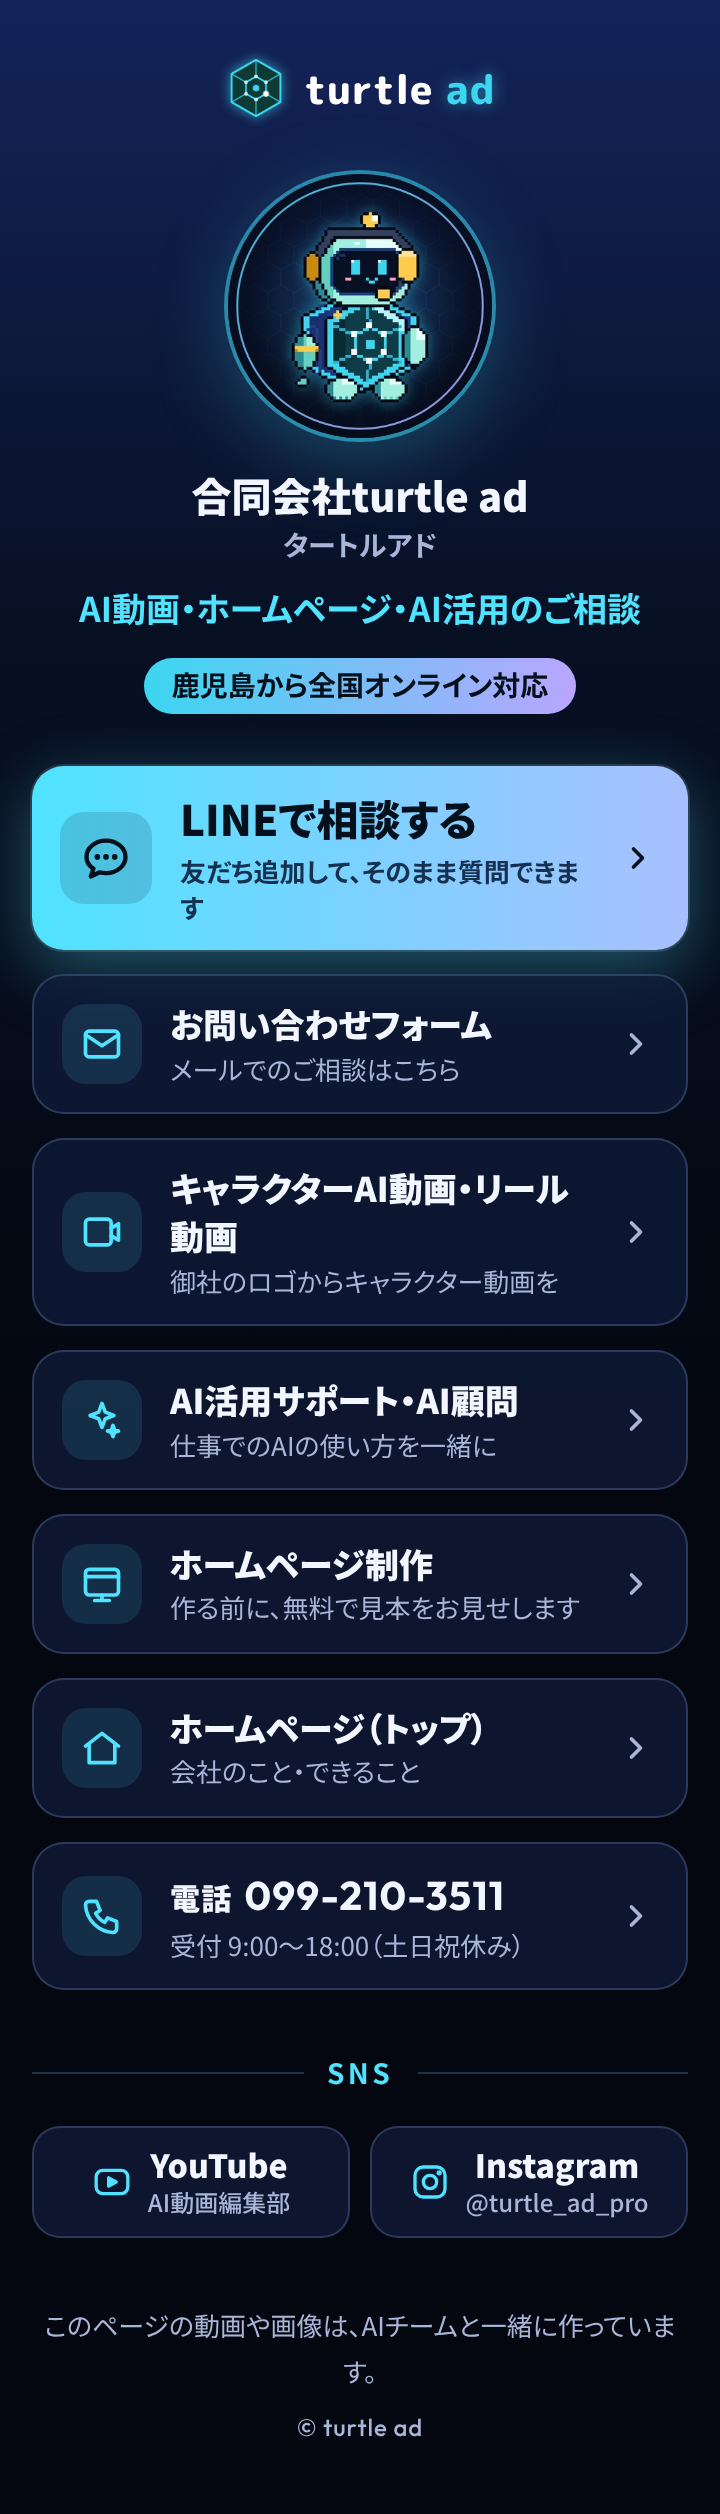 turtle ad
合同会社turtle ad
タートルアド
AI動画・ホームページ・AI活用のご相談
鹿児島から全国オンライン対応
LINEで相談する
友だち追加して、そのまま質問できま
す
お問い合わせフォーム
メールでのご相談はこちら
キャラクターAI動画・リール
動画
御社のロゴからキャラクター動画を
AI活用サポート・AI顧問
仕事でのAIの使い方を一緒に
ホームページ制作
作る前に、無料で見本をお見せします
ホームページ（トップ）
会社のこと・できること
電話 099-210-3511
受付 9:00〜18:00（土日祝休み）
SNS
YouTube
AI動画編集部
Instagram
@turtle_ad_pro
このページの動画や画像は、AIチームと一緒に作っていま
す。
© turtle ad